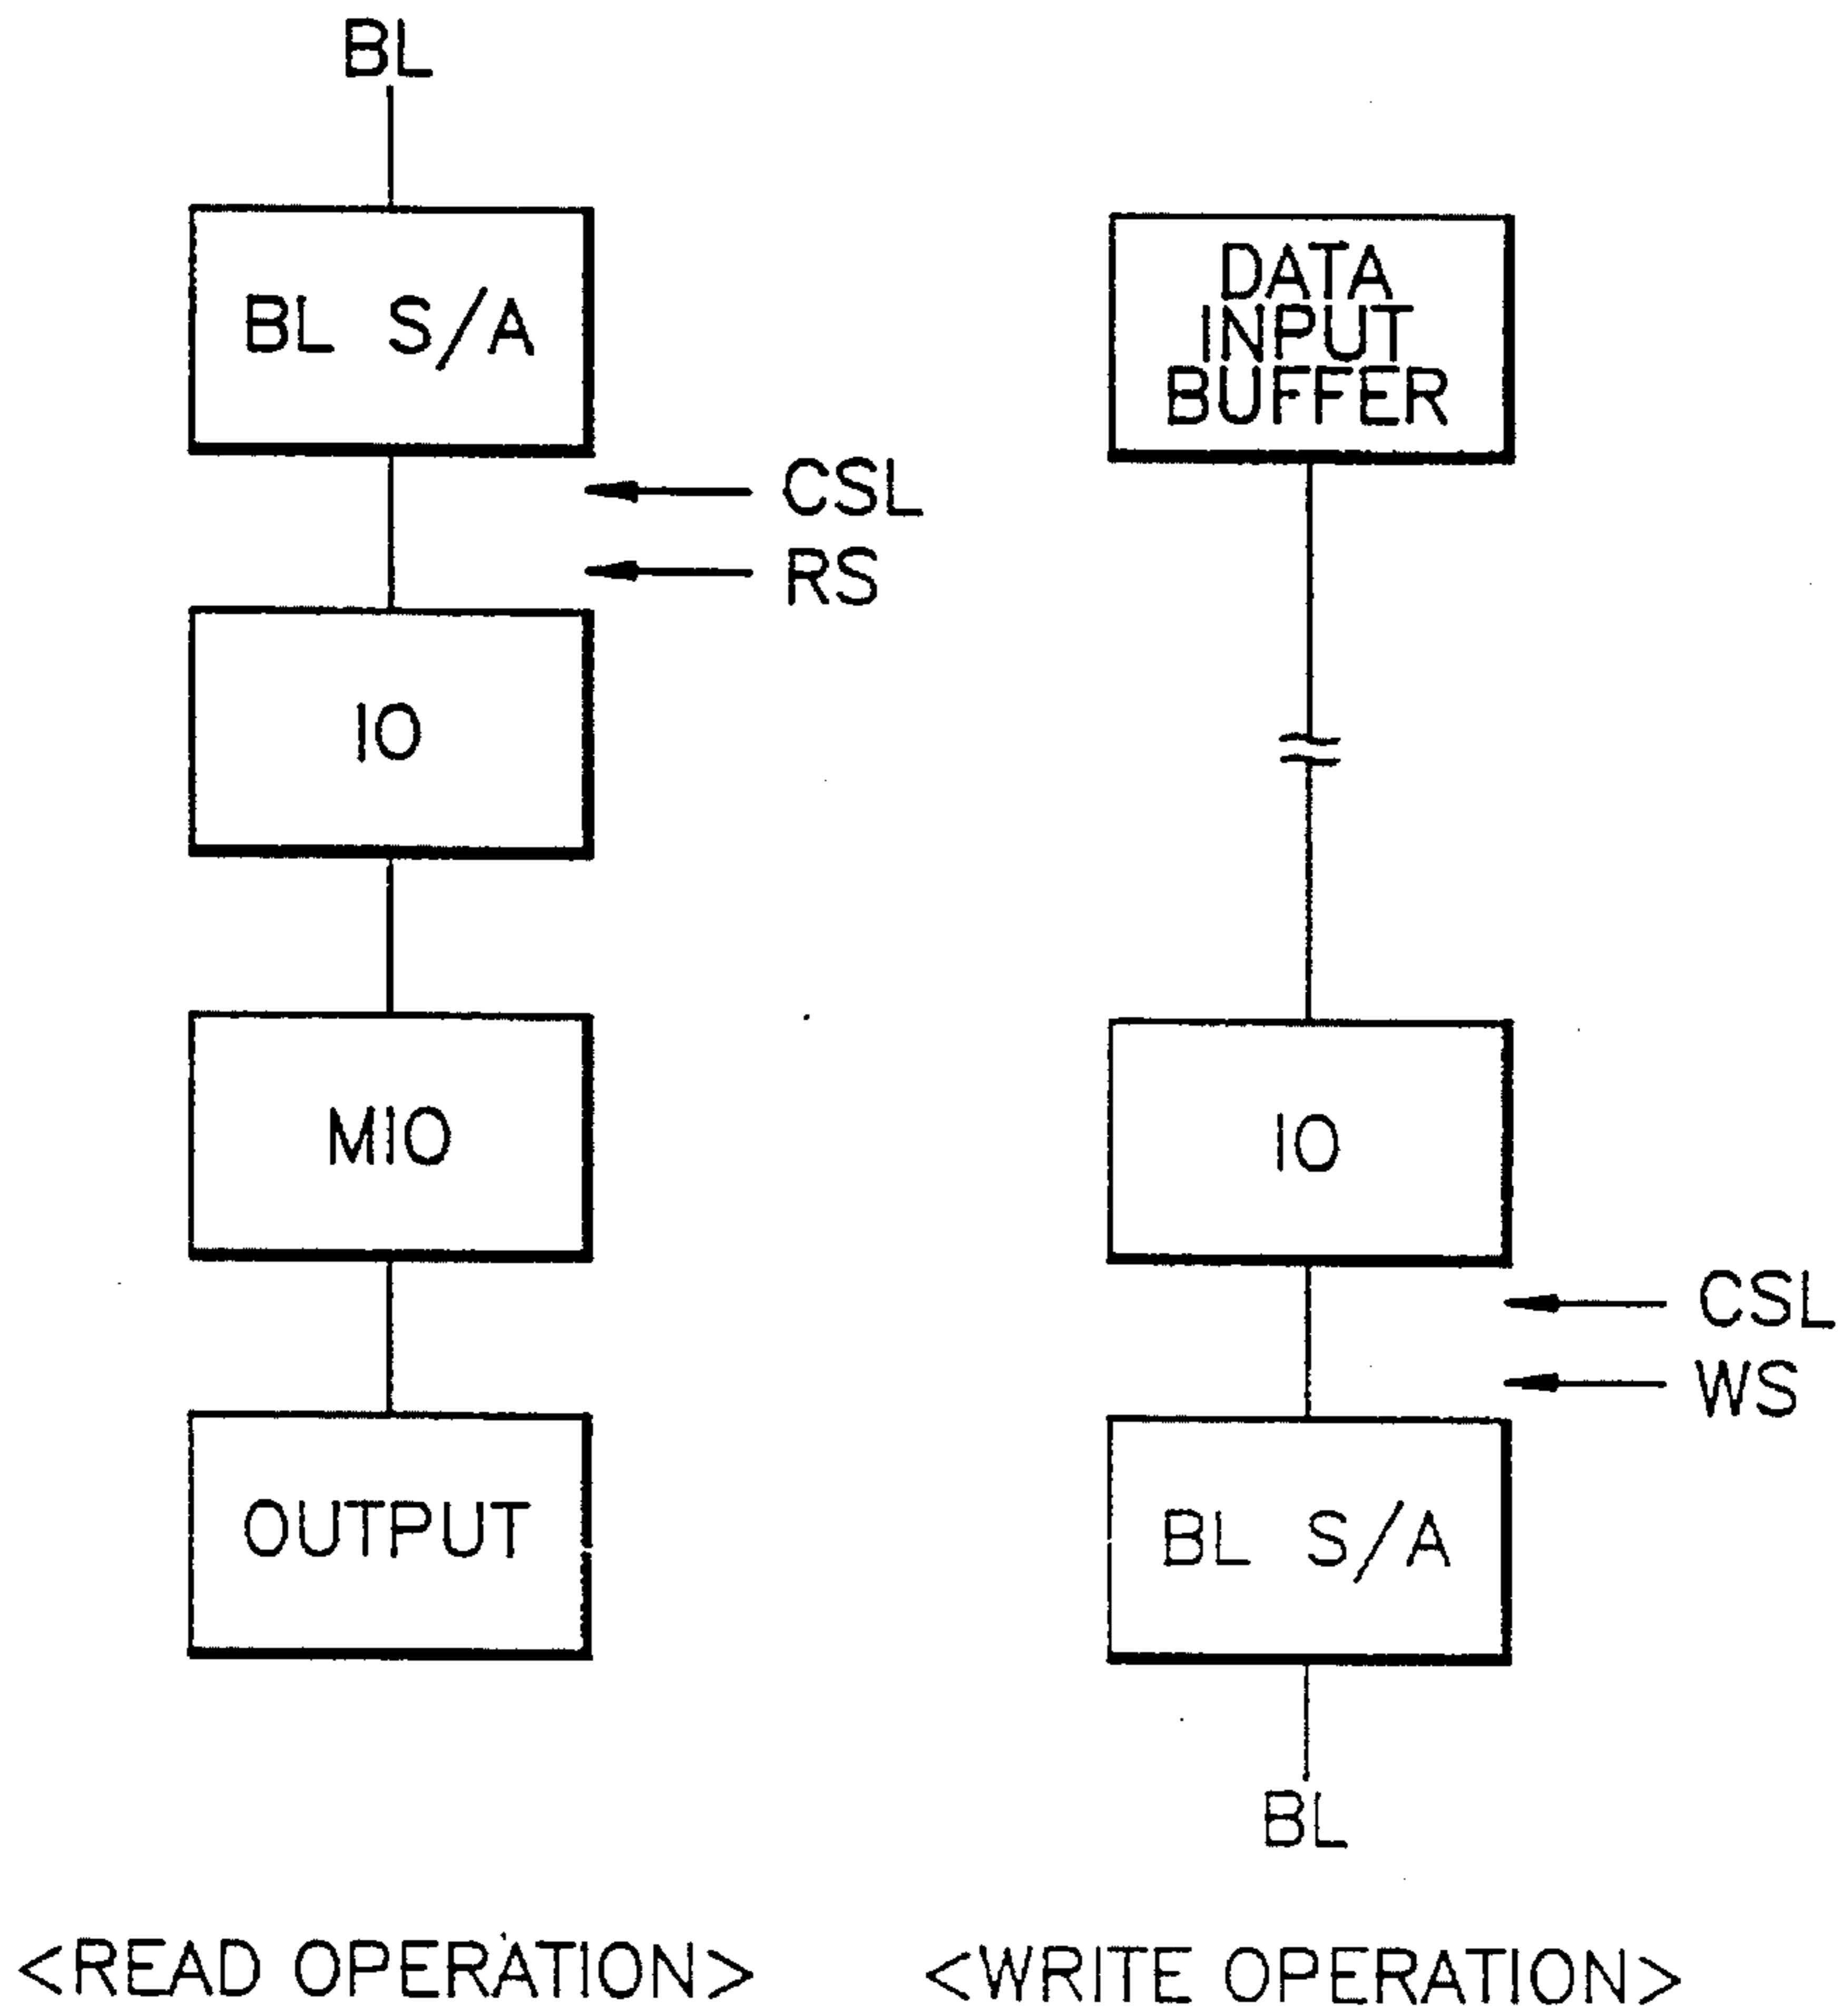 BL
BL S/A
CSL
RS
IO
MIO
OUTPUT
<READ OPERATION>
DATA
INPUT
BUFFER
IO
CSL
WS
BL S/A
BL
<WRITE OPERATION>